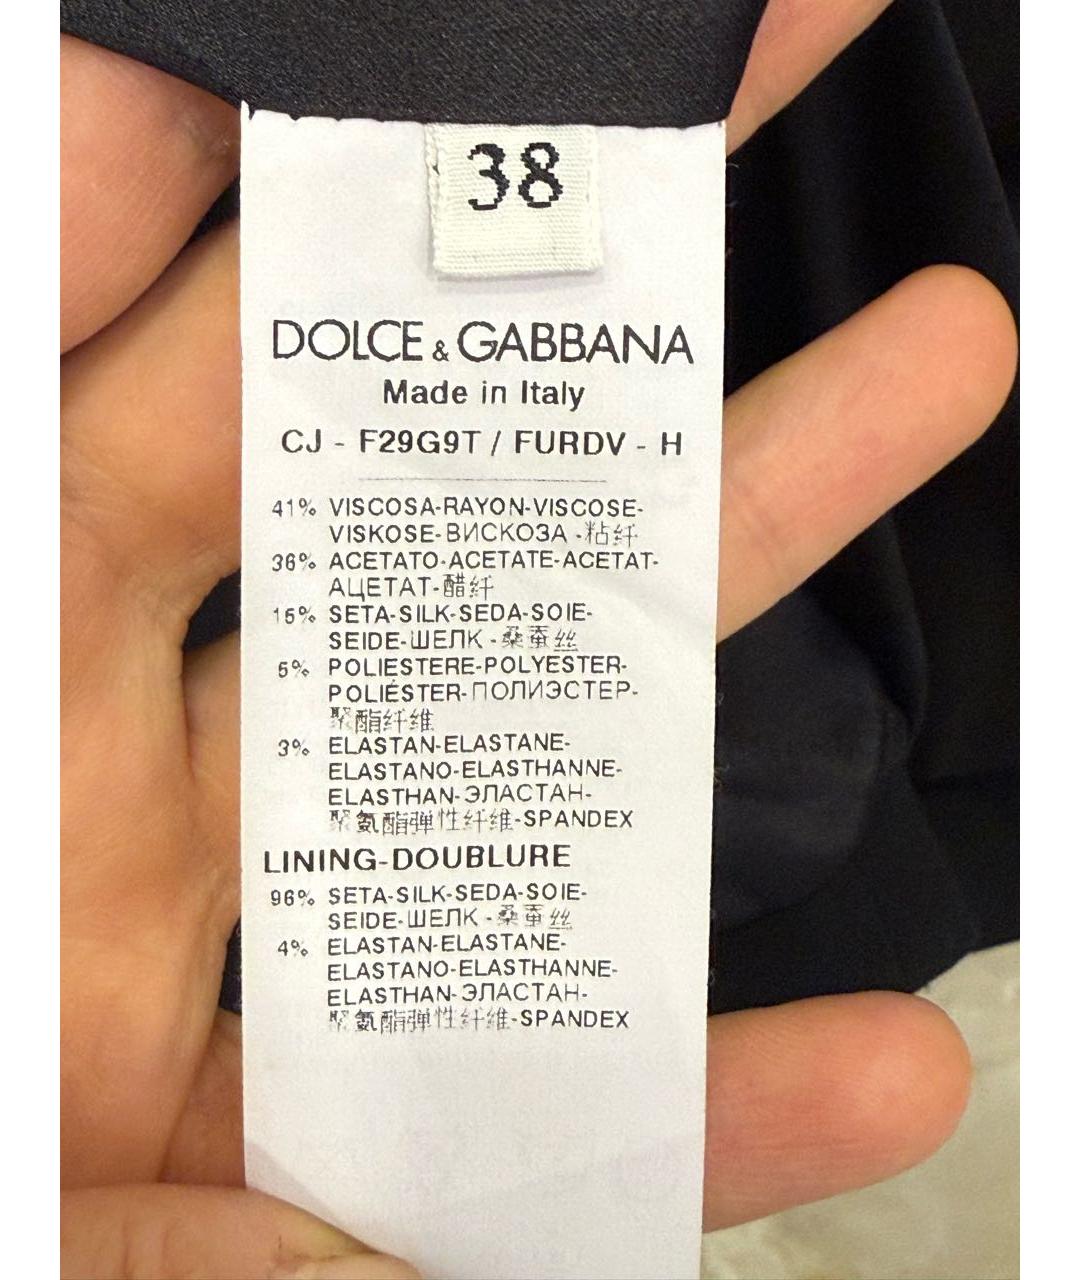 38
DOLCE & GABBANA
Made in Italy
CJ - F29G9T / FURDV - H
41% VISCOSA-RAYON-VISCOSE-
VISKOSE-ВИСКОЗА -粘纤
36% ACETATO-ACETATE-ACETAT-
АЦЕТАТ-醋纤
15% SETA-SILK-SEDA-SOIE-
SEIDE-ШЕЛК -桑蚕丝
5% POLIESTERE-POLYESTER-
POLIÉSTER-ПОЛИЭСТЕР-
聚酯纤维
3% ELASTAN-ELASTANE-
ELASTANO-ELASTHANNE-
ELASTHAN-ЭЛАСТАН-
聚氨酯弹性纤维-SPANDEX
LINING-DOUBLURE
96% SETA-SILK-SEDA-SOIE-
SEIDE-ШЕЛК -桑蚕丝
4% ELASTAN-ELASTANE-
ELASTANO-ELASTHANNE-
ELASTHAN-ЭЛАСТАН-
聚氨酯弹性纤维-SPANDEX